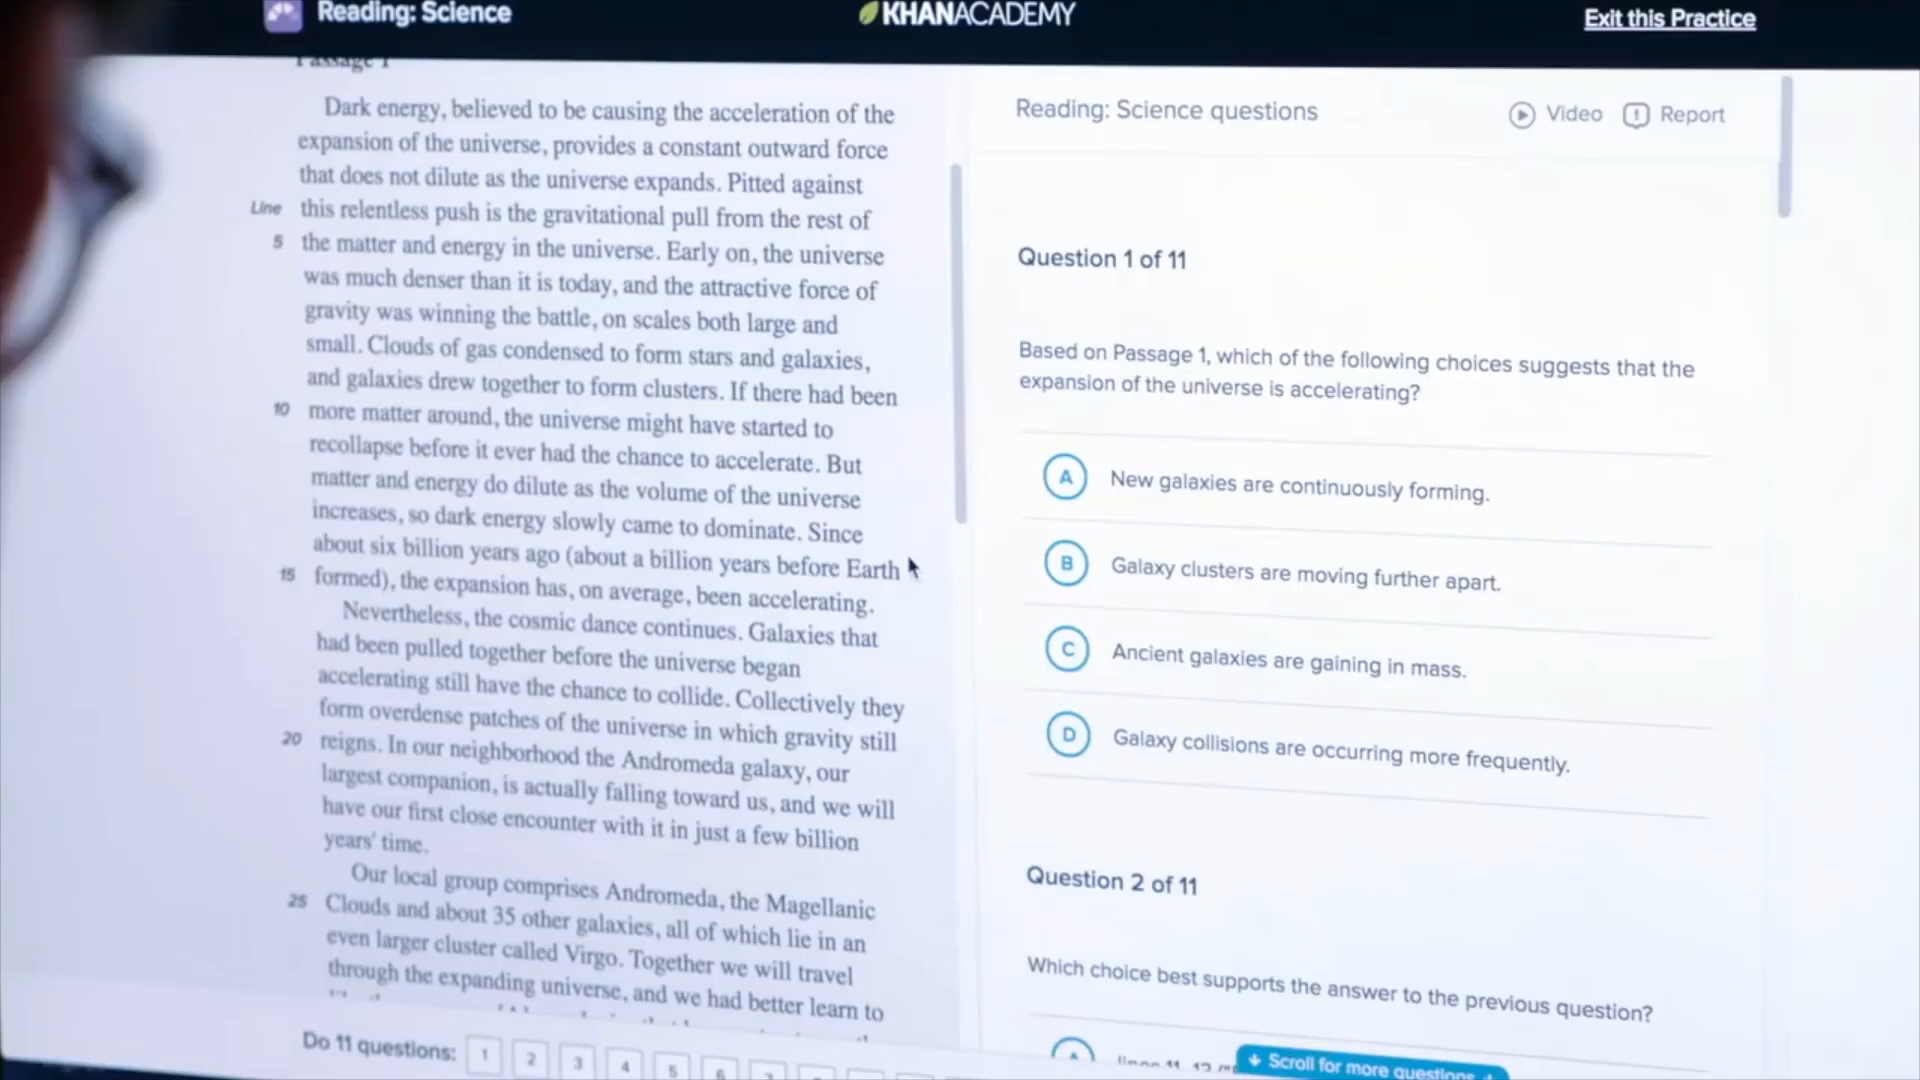 Reading: Science
KHANACADEMY
Exit this Practice
Passage 1
Dark energy, believed to be causing the acceleration of the
expansion of the universe, provides a constant outward force
that does not dilute as the universe expands. Pitted against
Line this relentless push is the gravitational pull from the rest of
5 the matter and energy in the universe. Early on, the universe
was much denser than it is today, and the attractive force of
gravity was winning the battle, on scales both large and
small. Clouds of gas condensed to form stars and galaxies,
and galaxies drew together to form clusters. If there had been
10 more matter around, the universe might have started to
recollapse before it ever had the chance to accelerate. But
matter and energy do dilute as the volume of the universe
increases, so dark energy slowly came to dominate. Since
about six billion years ago (about a billion years before Earth
15 formed), the expansion has, on average, been accelerating.
Nevertheless, the cosmic dance continues. Galaxies that
had been pulled together before the universe began
accelerating still have the chance to collide. Collectively they
form overdense patches of the universe in which gravity still
20 reigns. In our neighborhood the Andromeda galaxy, our
largest companion, is actually falling toward us, and we will
have our first close encounter with it in just a few billion
years' time.
Our local group comprises Andromeda, the Magellanic
25 Clouds and about 35 other galaxies, all of which lie in an
even larger cluster called Virgo. Together we will travel
through the expanding universe, and we had better learn to
Do 11 questions: 1 2 3 4 5 6 7
Reading: Science questions
Video
Report
Question 1 of 11
Based on Passage 1, which of the following choices suggests that the
expansion of the universe is accelerating?
A New galaxies are continuously forming.
B Galaxy clusters are moving further apart.
C Ancient galaxies are gaining in mass.
D Galaxy collisions are occurring more frequently.
Question 2 of 11
Which choice best supports the answer to the previous question?
A lines 11-12
Scroll for more questions